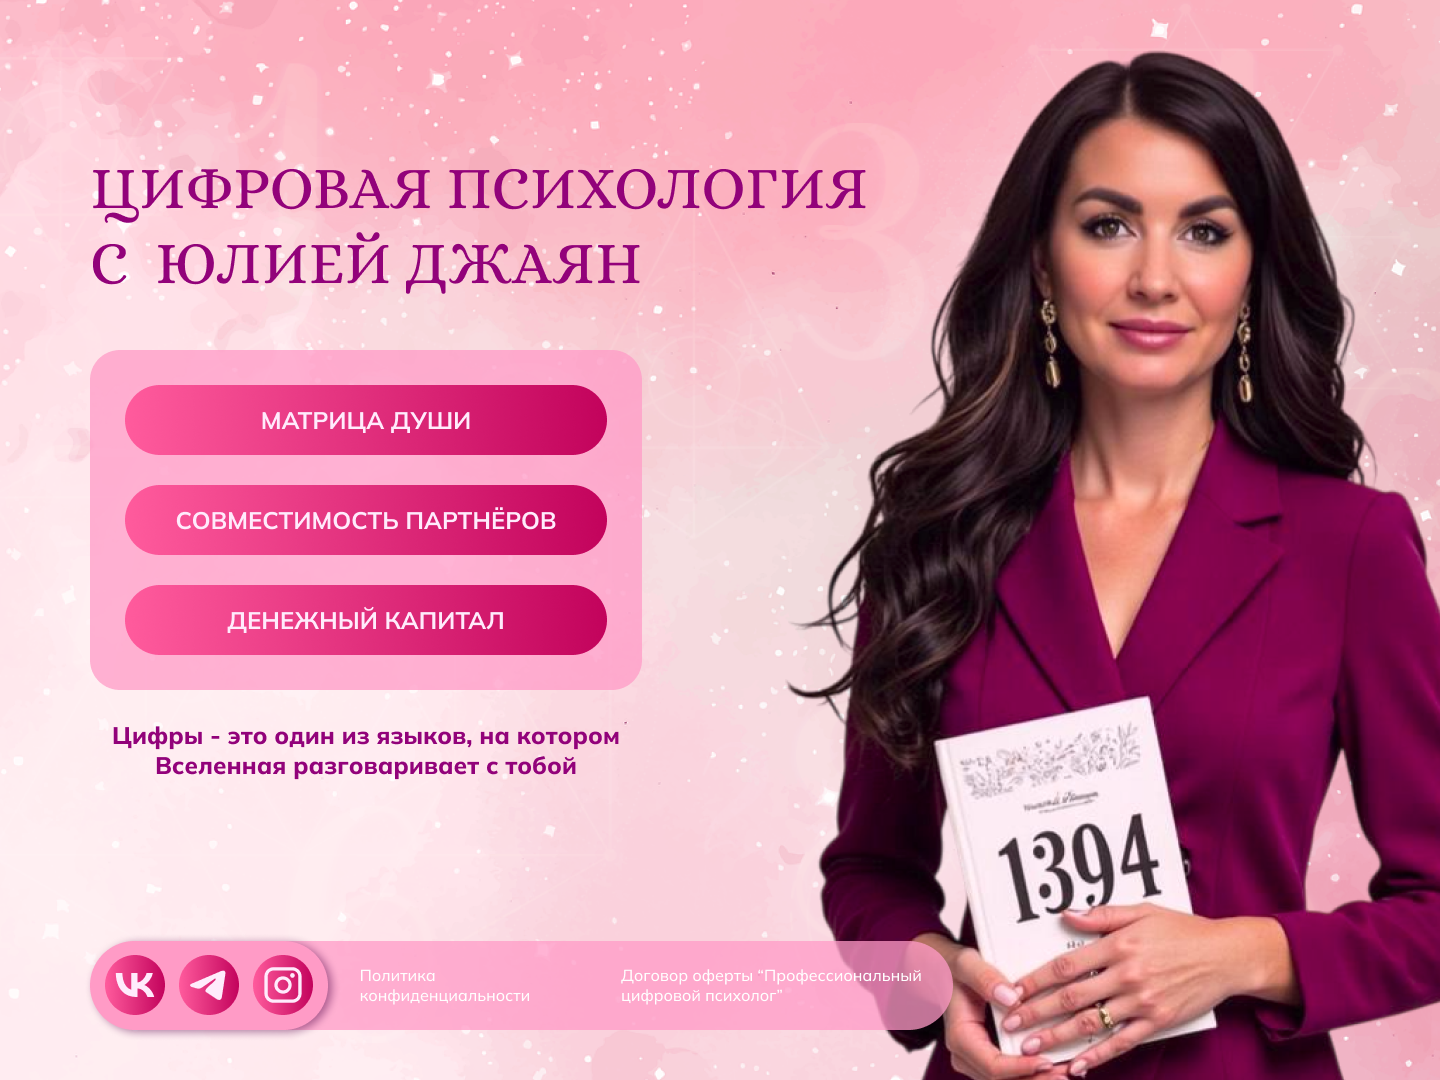 ЦИФРОВАЯ ПСИХОЛОГИЯ
С ЮЛИЕЙ ДЖАЯН
МАТРИЦА ДУШИ
СОВМЕСТИМОСТЬ ПАРТНЁРОВ
ДЕНЕЖНЫЙ КАПИТАЛ
Цифры - это один из языков, на котором
Вселенная разговаривает с тобой
1394
Политика
конфиденциальности
Договор оферты “Профессиональный
цифровой психолог”